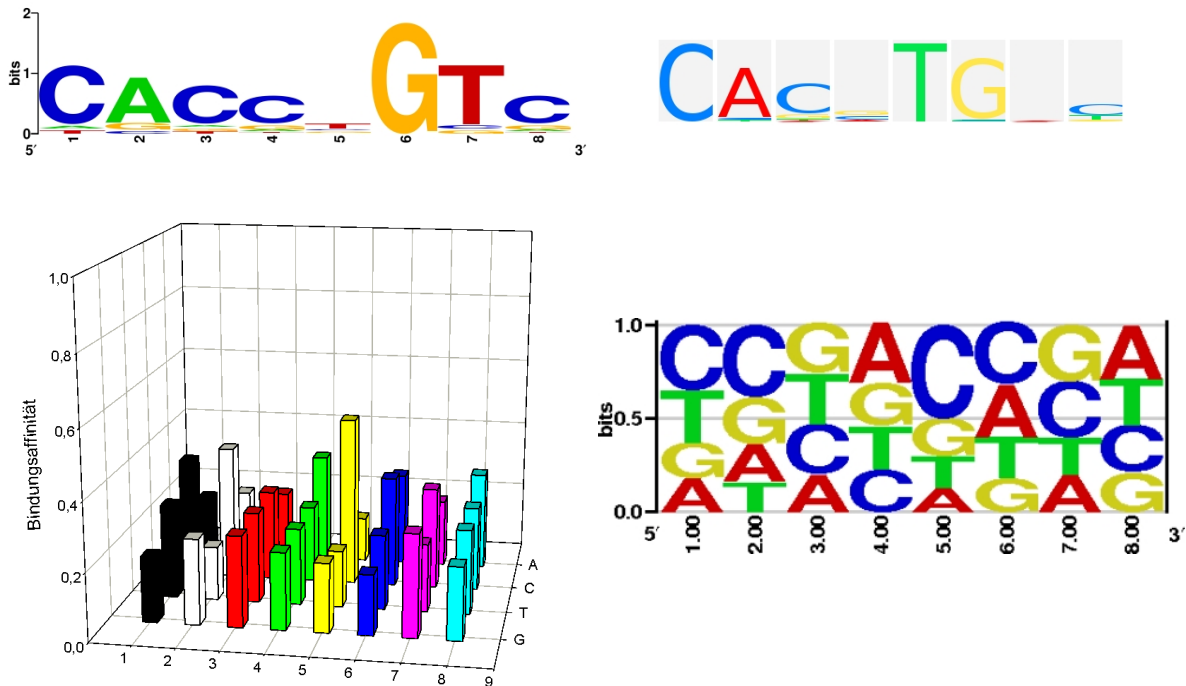 2
1
0
bits
CACC T GTC
1 2 3 4 5 6 7 8
5′ 3′
CAC TG C
1,0
0,8
0,6
0,4
0,2
0,0
Bindungsaffinität
1 2 3 4 5 6 7 8 9
A
C
T
G
1.0
0.5
0.0
bits
CCGACCGA
TGTGGACT
GACTTTTC
ATACAGAG
5′ 1.00 2.00 3.00 4.00 5.00 6.00 7.00 8.00 3′